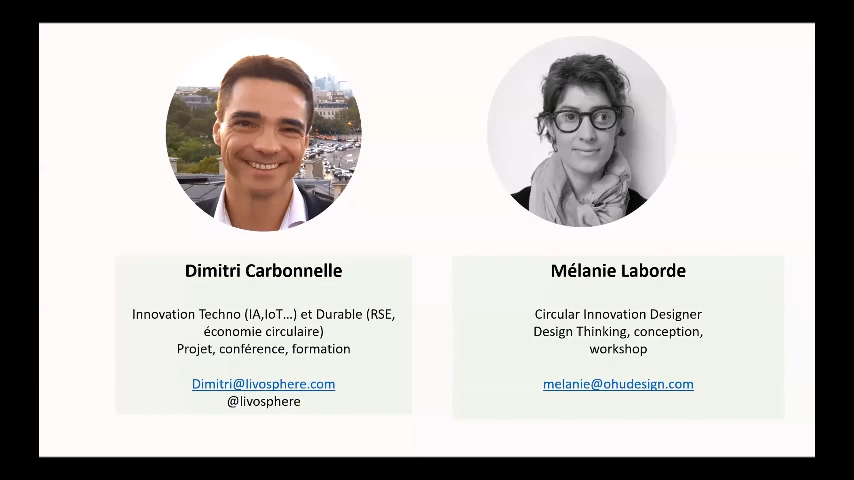 Dimitri Carbonnelle
Innovation Techno (IA,IoT...) et Durable (RSE,
économie circulaire)
Projet, conférence, formation
Dimitri@livosphere.com
@livosphere
Mélanie Laborde
Circular Innovation Designer
Design Thinking, conception,
workshop
melanie@ohudesign.com